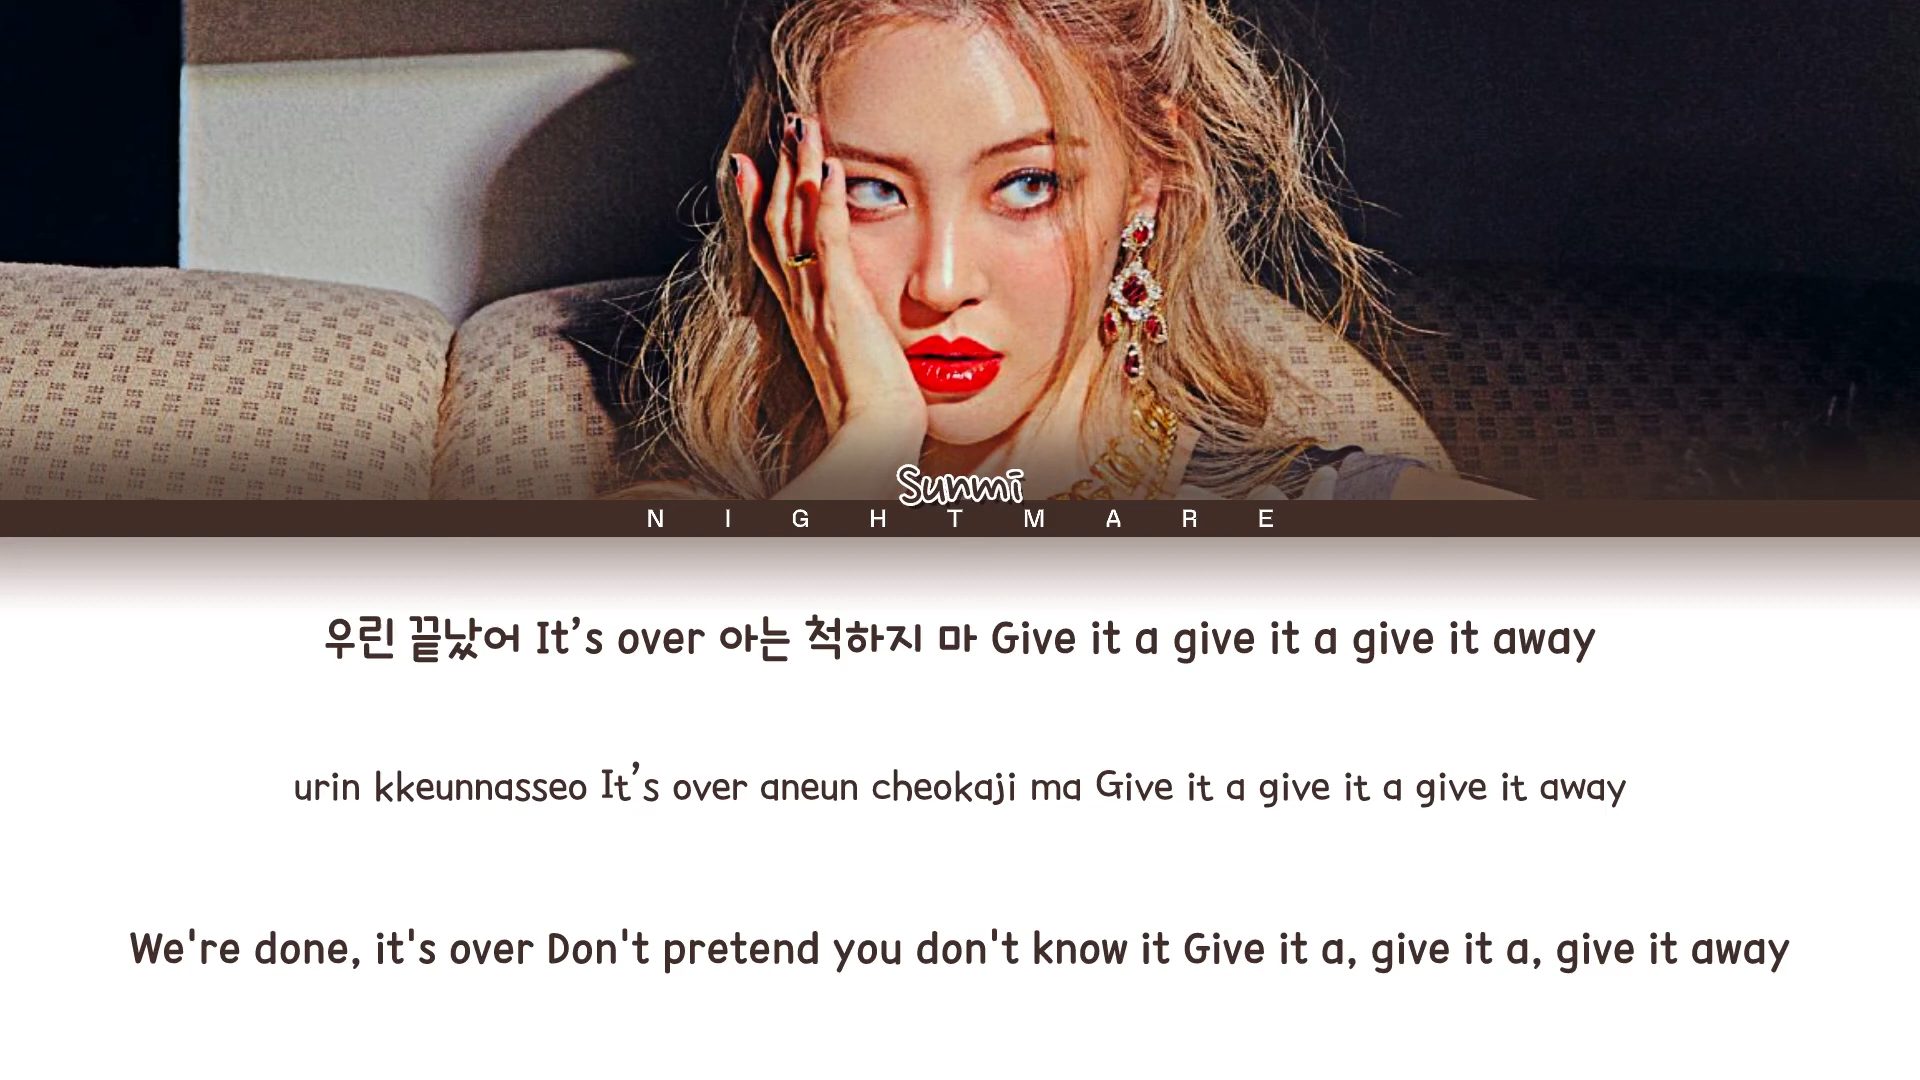 Sunmi
NIGHTMARE
우린 끝났어 It’s over 아는 척하지 마 Give it a give it a give it away
urin kkeunnasseo It’s over aneun cheokaji ma Give it a give it a give it away
We're done, it's over Don't pretend you don't know it Give it a, give it a, give it away